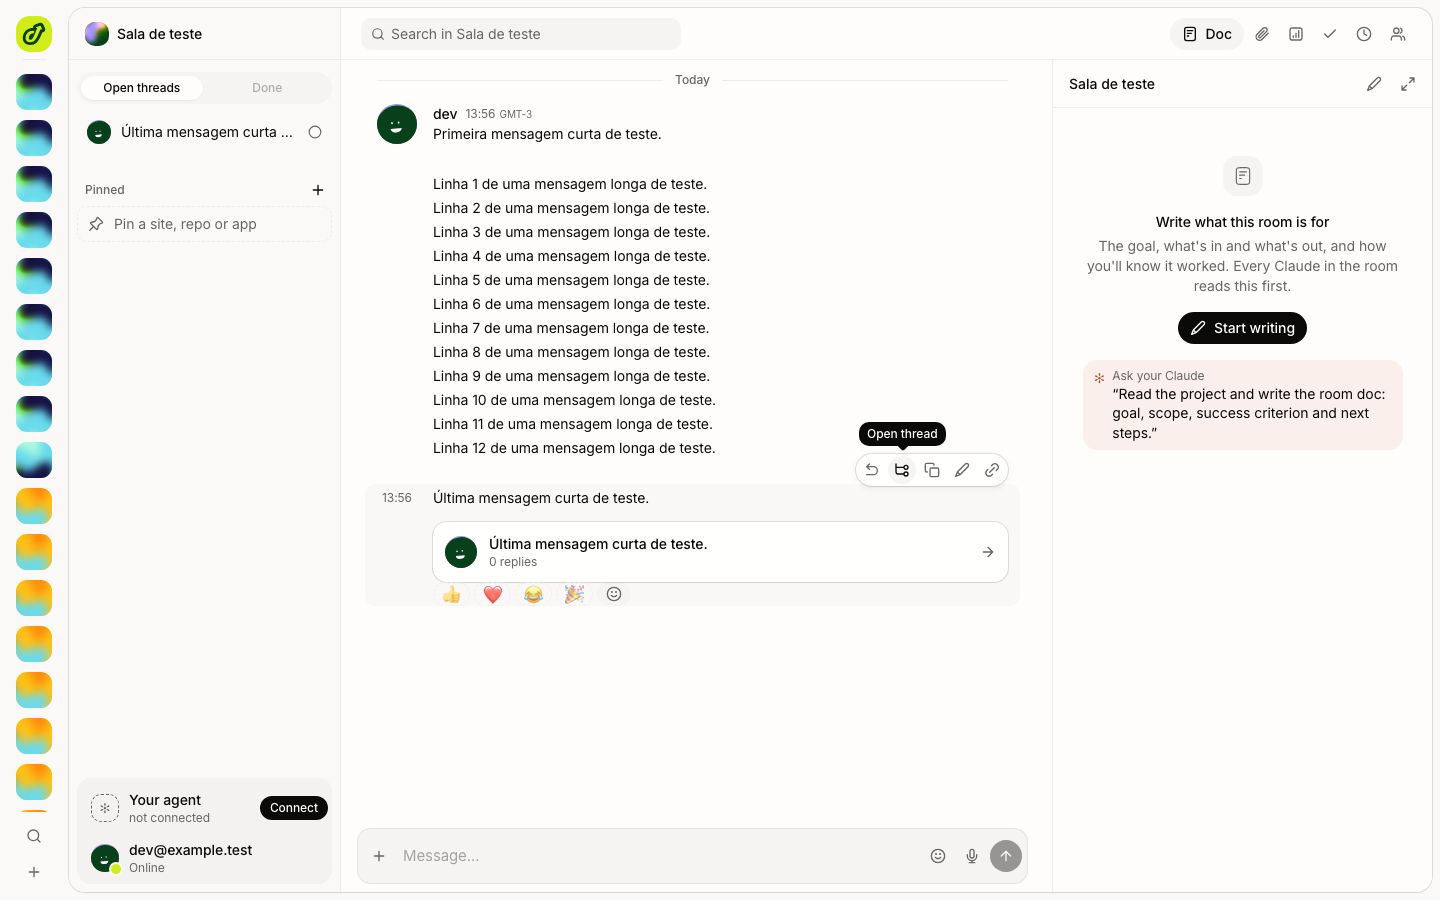 Sala de teste
Search in Sala de teste
Doc
Open threads
Done
Última mensagem curta ...
Pinned
Pin a site, repo or app
Your agent
not connected
Connect
dev@example.test
Online
Today
dev 13:56 GMT-3
Primeira mensagem curta de teste.
Linha 1 de uma mensagem longa de teste.
Linha 2 de uma mensagem longa de teste.
Linha 3 de uma mensagem longa de teste.
Linha 4 de uma mensagem longa de teste.
Linha 5 de uma mensagem longa de teste.
Linha 6 de uma mensagem longa de teste.
Linha 7 de uma mensagem longa de teste.
Linha 8 de uma mensagem longa de teste.
Linha 9 de uma mensagem longa de teste.
Linha 10 de uma mensagem longa de teste.
Linha 11 de uma mensagem longa de teste.
Linha 12 de uma mensagem longa de teste.
Open thread
13:56 Última mensagem curta de teste.
Última mensagem curta de teste.
0 replies
Message...
Sala de teste
Write what this room is for
The goal, what's in and what's out, and how
you'll know it worked. Every Claude in the room
reads this first.
Start writing
Ask your Claude
“Read the project and write the room doc:
goal, scope, success criterion and next
steps.”